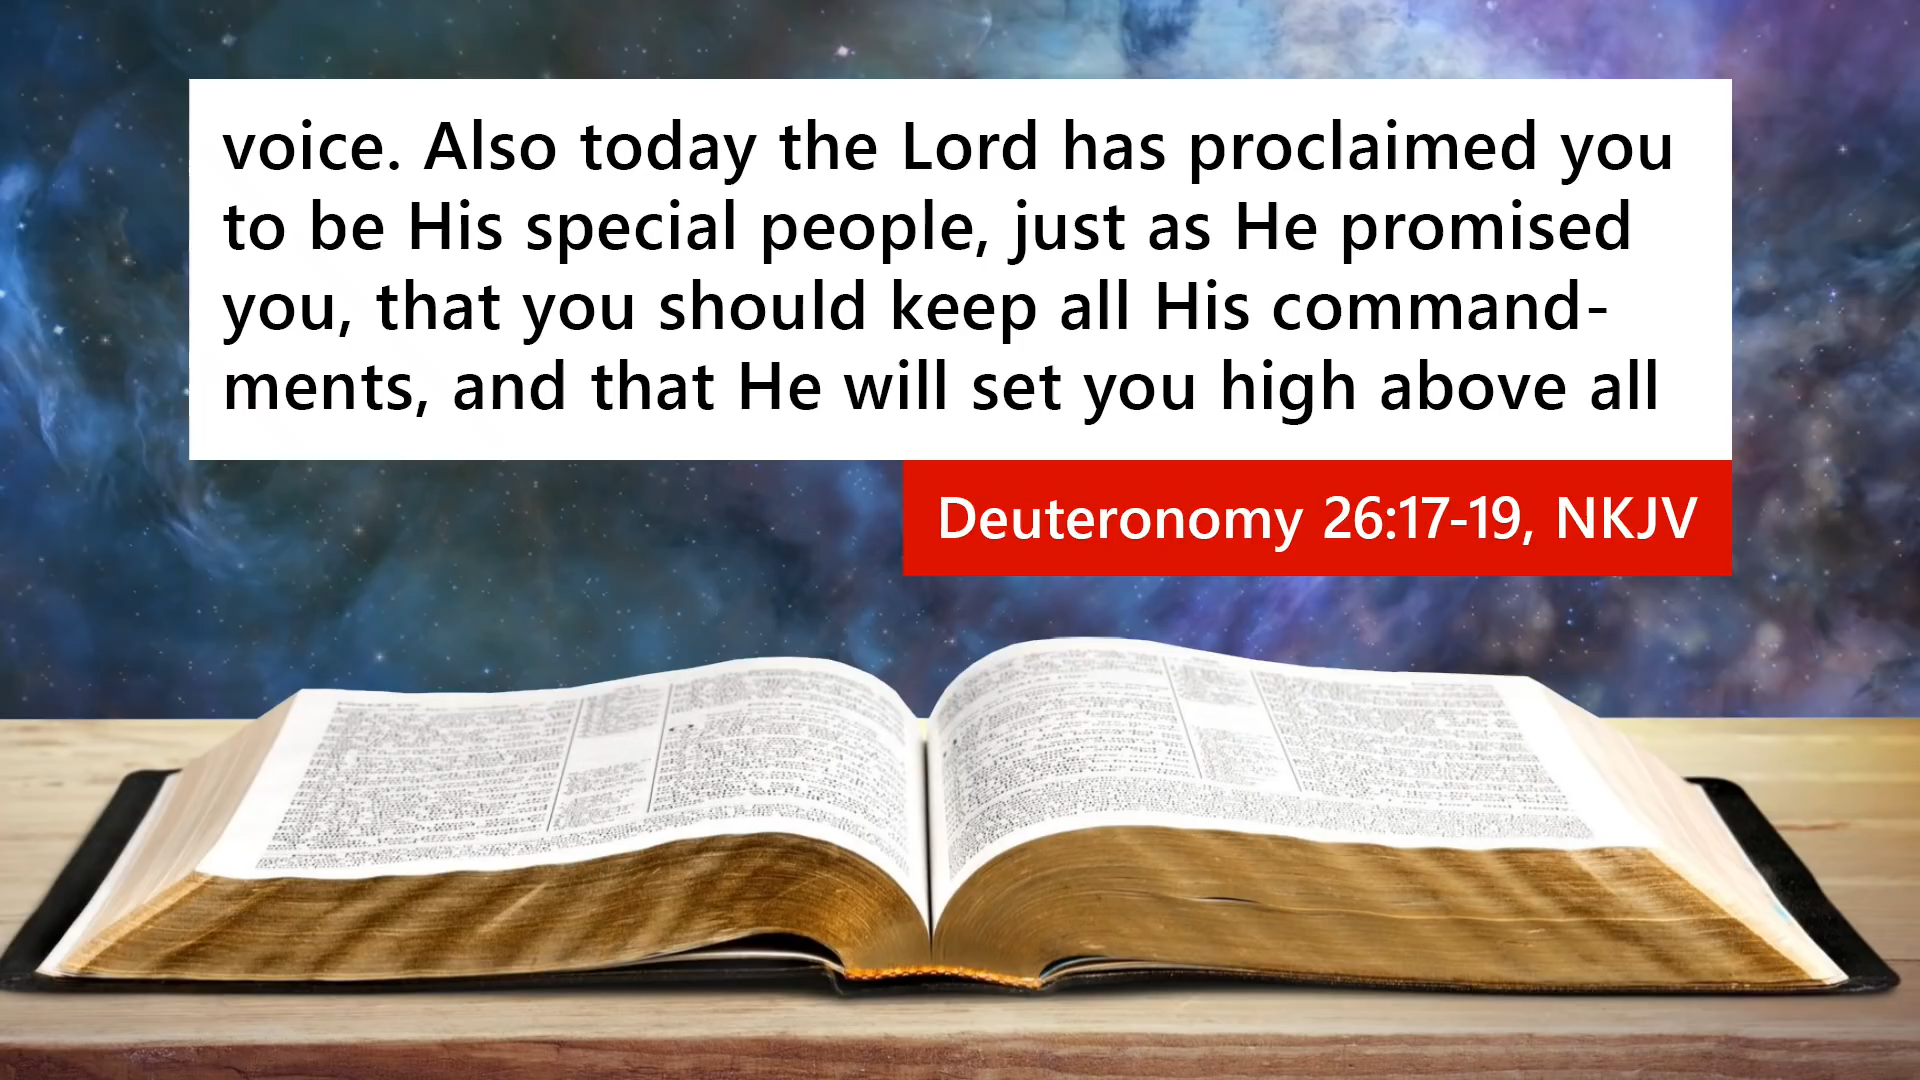 voice. Also today the Lord has proclaimed you
to be His special people, just as He promised
you, that you should keep all His command-
ments, and that He will set you high above all
Deuteronomy 26:17-19, NKJV